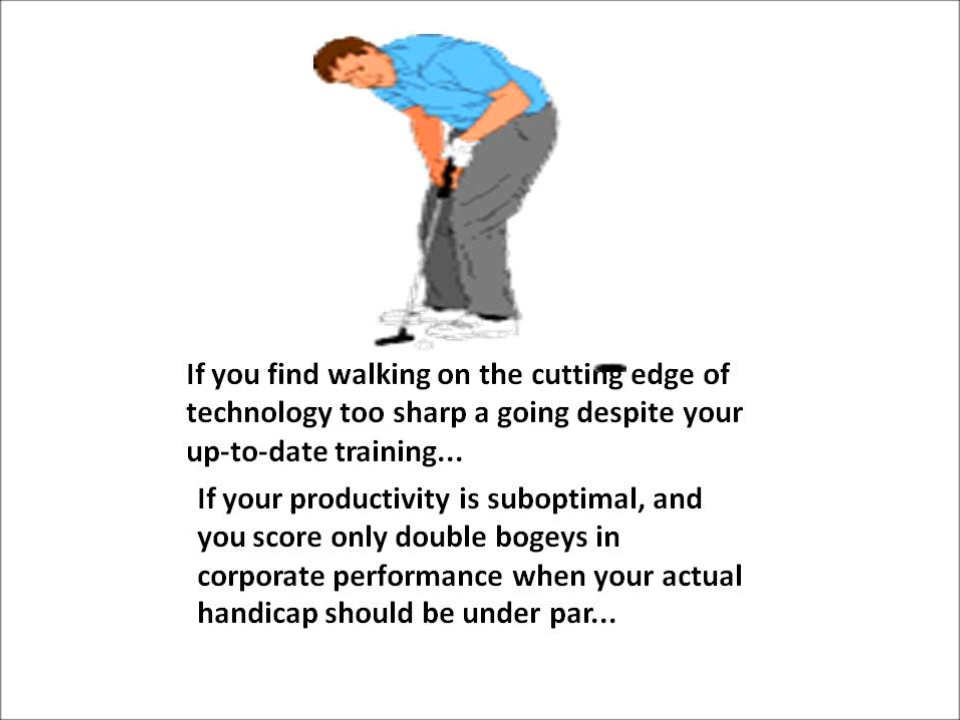 If you find walking on the cutting edge of
technology too sharp a going despite your
up-to-date training...
If your productivity is suboptimal, and
you score only double bogeys in
corporate performance when your actual
handicap should be under par...